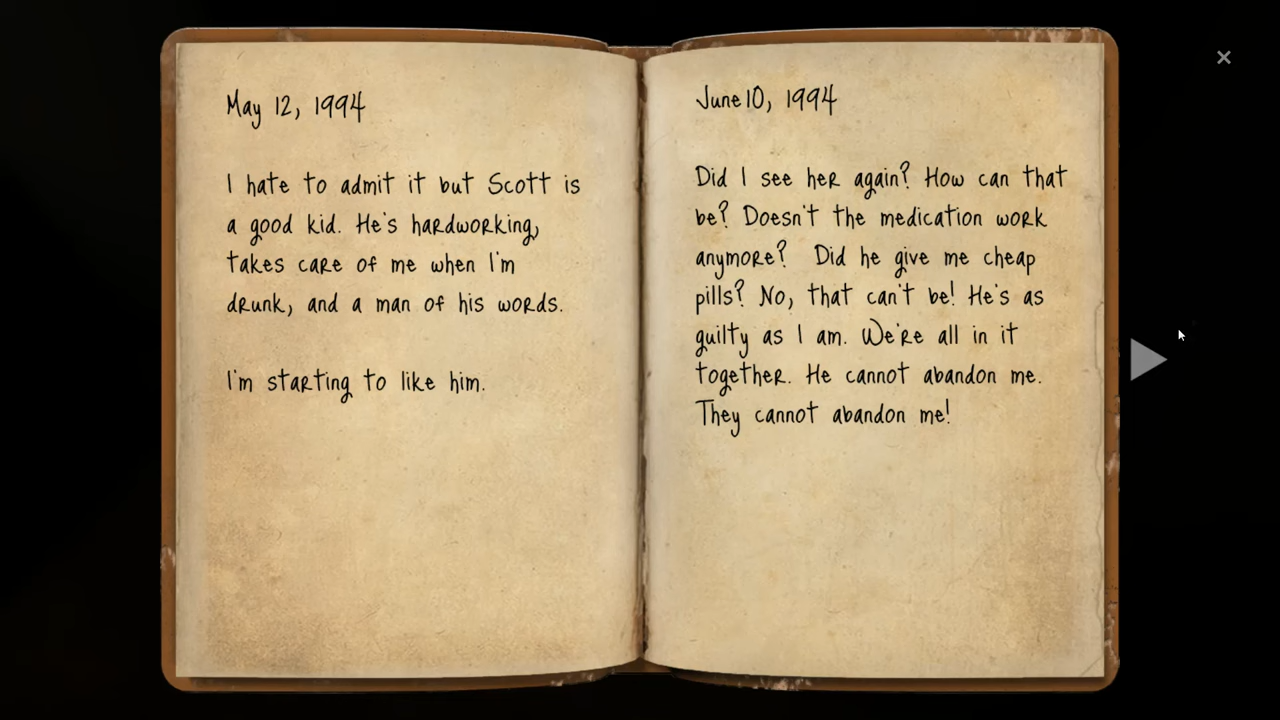 May 12, 1994
I hate to admit it but Scott is
a good kid. He's hardworking,
takes care of me when I'm
drunk, and a man of his words.
I'm starting to like him.
June 10, 1994
Did I see her again? How can that
be? Doesn't the medication work
anymore? Did he give me cheap
pills? No, that can't be! He's as
guilty as I am. We're all in it
together. He cannot abandon me.
They cannot abandon me!